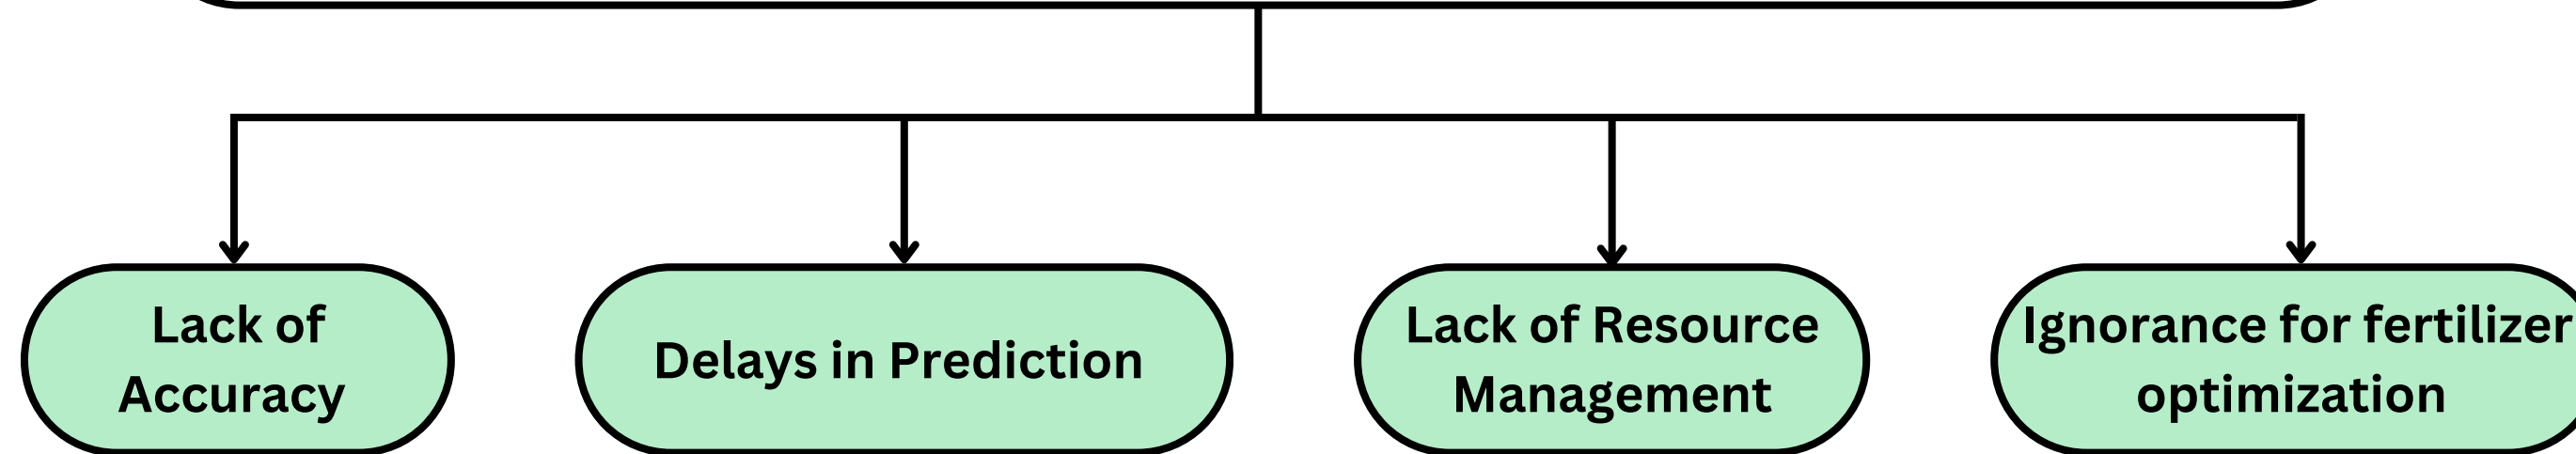 Lack of
Accuracy
Delays in Prediction
Lack of Resource
Management
Ignorance for fertilizer
optimization